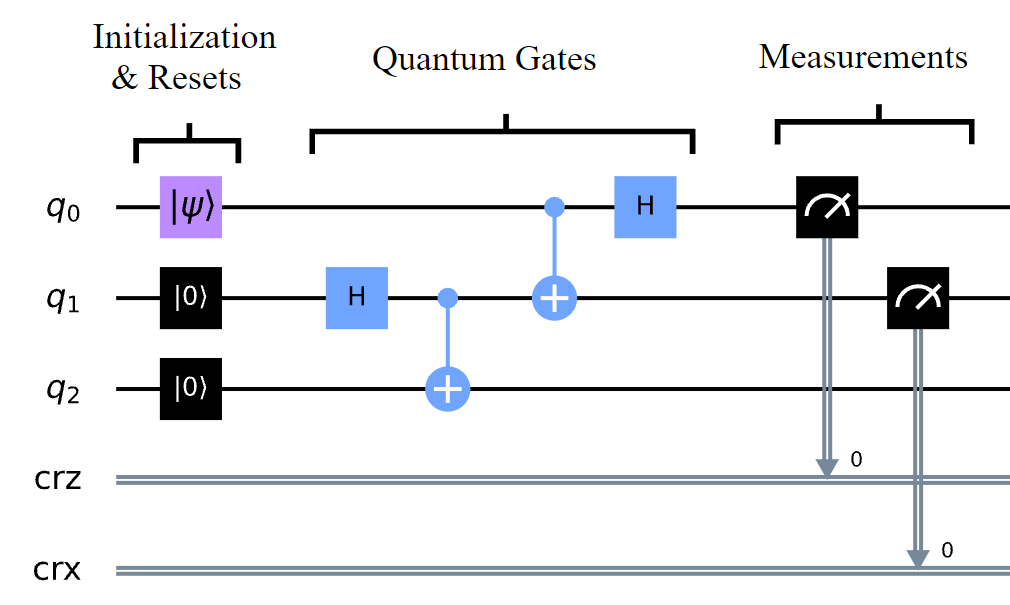 Initialization
& Resets
Quantum Gates
Measurements
q₀
|ψ⟩
H
q₁
|0⟩
H
q₂
|0⟩
crz
0
crx
0